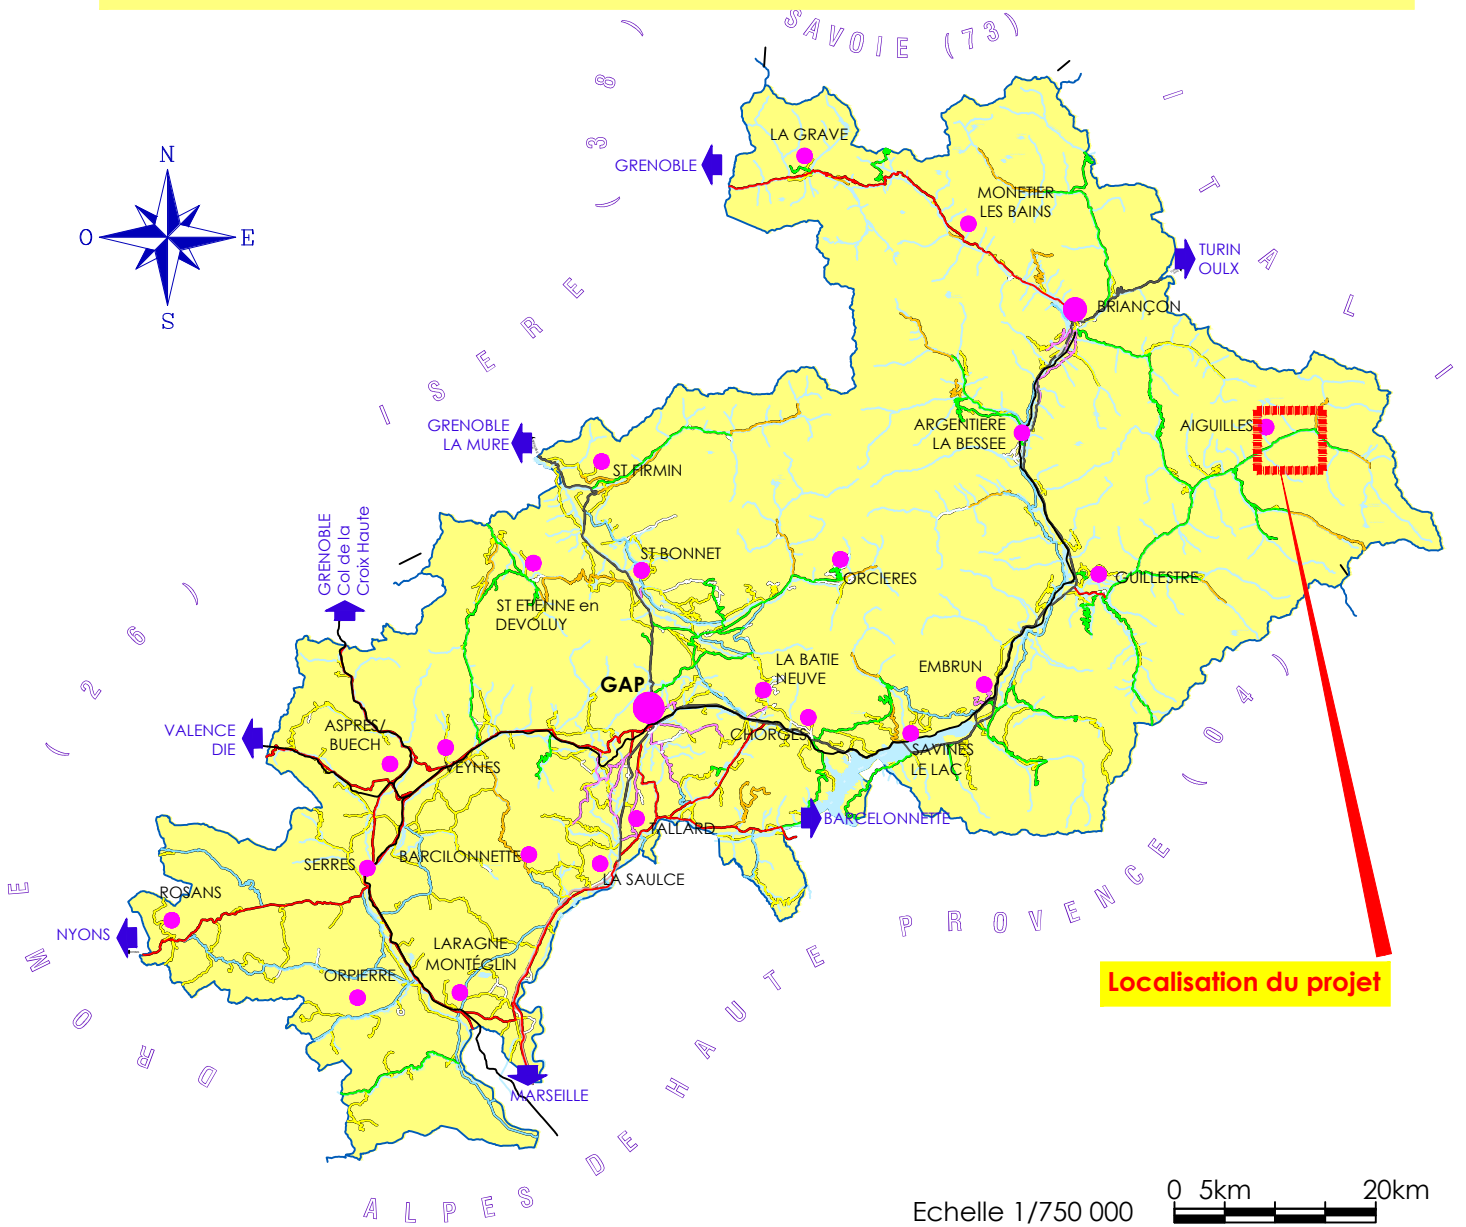 SAVOIE (73)
ISERE (38)
ITALI
N
O
E
S
LA GRAVE
GRENOBLE
MONETIER
LES BAINS
TURIN
OULX
BRIANÇON
GRENOBLE
LA MURE
ARGENTIERE
LA BESSEE
AIGUILLES
ST FIRMIN
GRENOBLE
Col de la
Croix Haute
ST BONNET
ORCIERES
GUILLESTRE
ST ETIENNE en
DEVOLUY
LA BATIE
NEUVE
EMBRUN
GAP
VALENCE
DIE
ASPRES/
BUECH
VEYNES
CHORGES
SAVINES
LE LAC
BARCELONNETTE
TALLARD
SERRES
BARCILONNETTE
LA SAULCE
ROSANS
NYONS
LARAGNE
MONTÉGLIN
ORPIERRE
Localisation du projet
MARSEILLE
DROME (26)
ALPES DE HAUTE PROVENCE (04)
Echelle 1/750 000
0 5km 20km